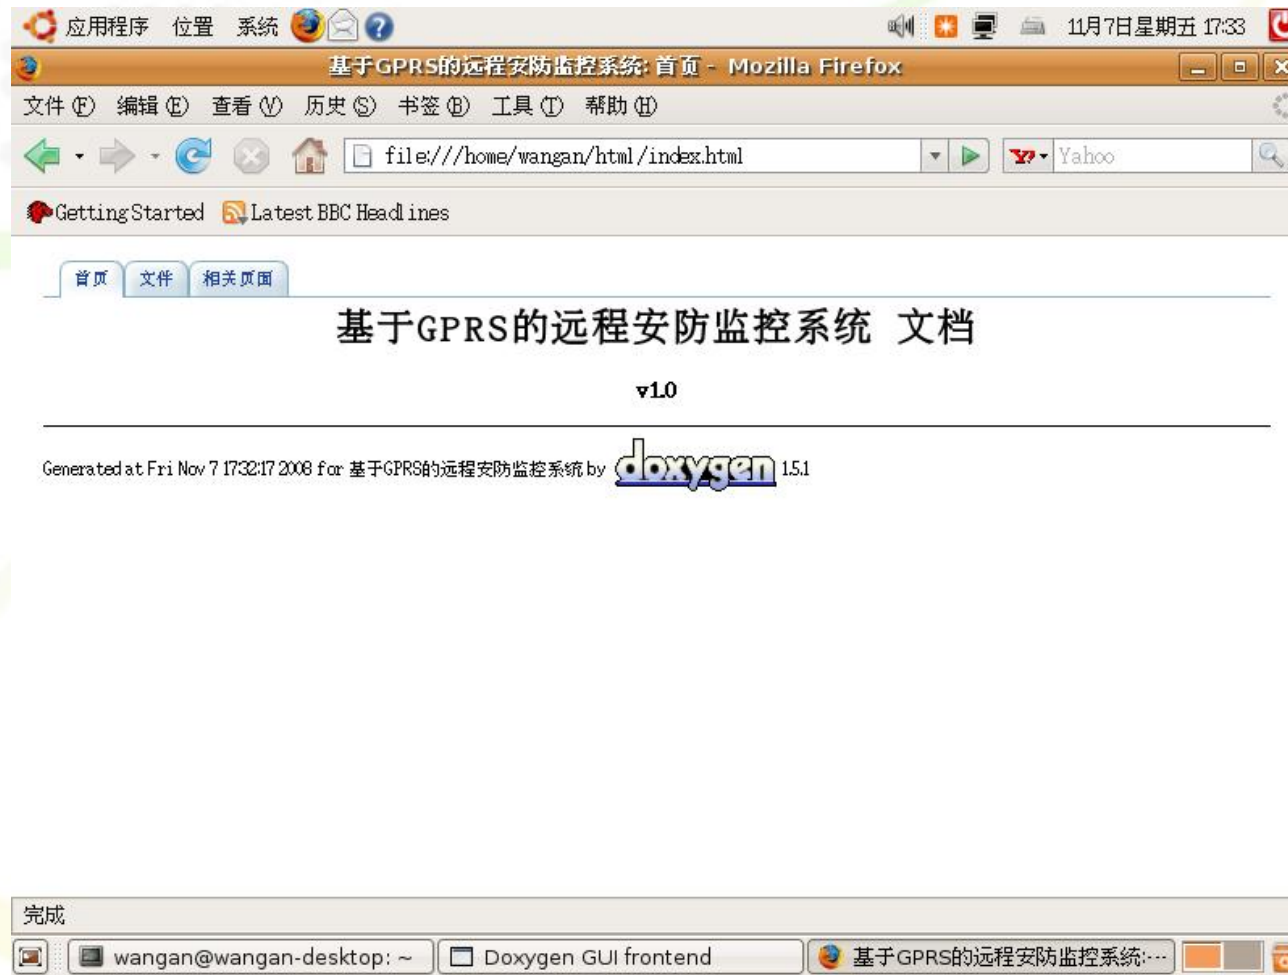 应用程序 位置 系统 11月7日星期五 17:33
基于GPRS的远程安防监控系统: 首页 - Mozilla Firefox
文件(F) 编辑(E) 查看(V) 历史(S) 书签(B) 工具(T) 帮助(H)
file:///home/wangan/html/index.html Yahoo
Getting Started Latest BBC Headlines
首页 文件 相关页面
基于GPRS的远程安防监控系统 文档
v1.0
Generated at Fri Nov 7 17:32:17 2008 for 基于GPRS的远程安防监控系统 by doxygen 1.5.1
完成
wangan@wangan-desktop: ~ Doxygen GUI frontend 基于GPRS的远程安防监控系统:…